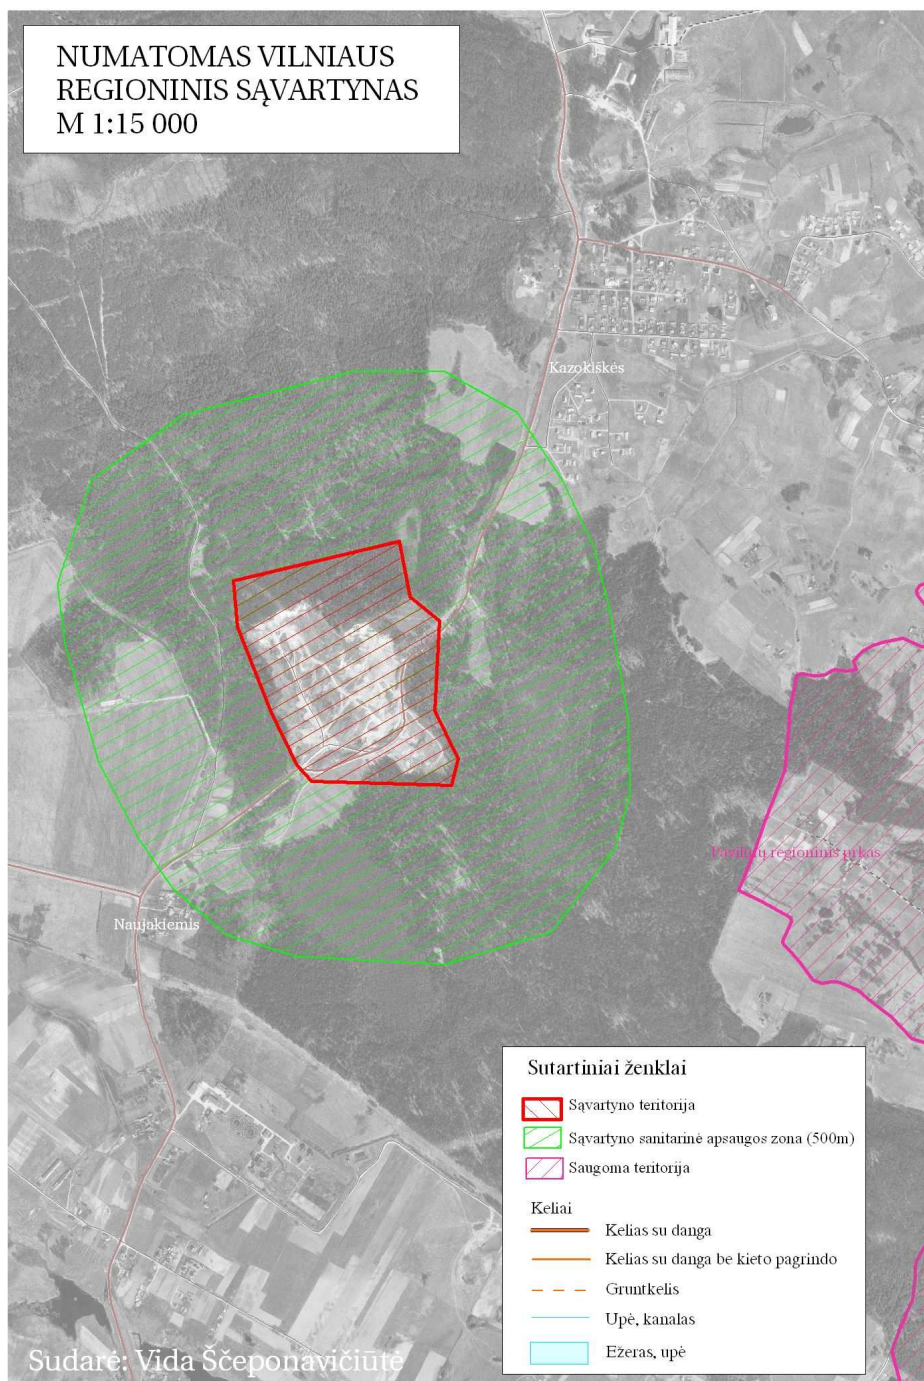 NUMATOMAS VILNIAUS
REGIONINIS SĄVARTYNAS
M 1:15 000
Kazokiškės
regioninis prkas
Naujakiemis
Sutartiniai ženklai
Sąvartyno teritorija
Sąvartyno sanitarinė apsaugos zona (500m)
Saugoma teritorija
Keliai
Kelias su danga
Kelias su danga be kieto pagrindo
Gruntkelis
Upė, kanalas
Ežeras, upė
Sudarė: Vida Ščeponavičiūtė